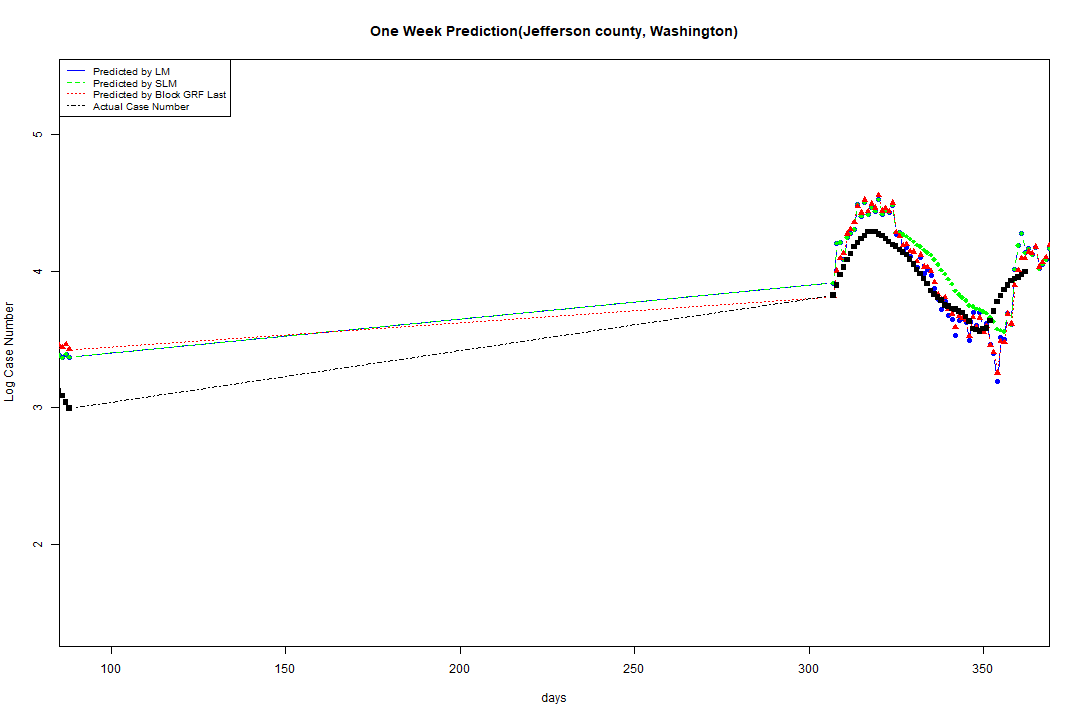 One Week Prediction(Jefferson county, Washington)
Predicted by LM
Predicted by SLM
Predicted by Block GRF Last
Actual Case Number
5
4
3
2
Log Case Number
100 150 200 250 300 350
days